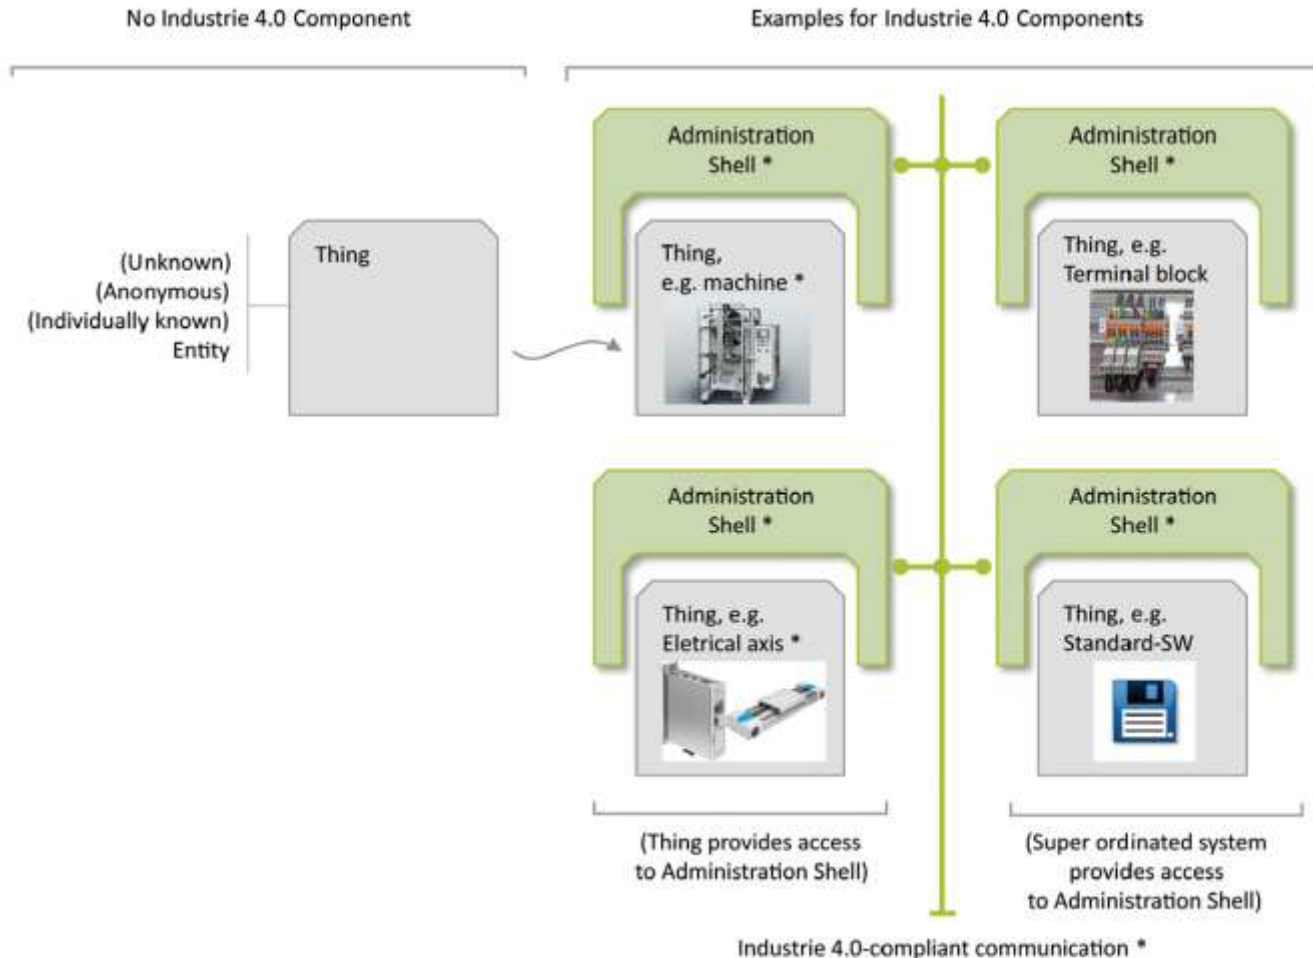 No Industrie 4.0 Component
Examples for Industrie 4.0 Components
(Unknown)
(Anonymous)
(Individually known)
Entity
Thing
Administration
Shell *
Thing,
e.g. machine *
Administration
Shell *
Thing, e.g.
Terminal block
Administration
Shell *
Thing, e.g.
Eletrical axis *
Administration
Shell *
Thing, e.g.
Standard-SW
(Thing provides access
to Administration Shell)
(Super ordinated system
provides access
to Administration Shell)
Industrie 4.0-compliant communication *